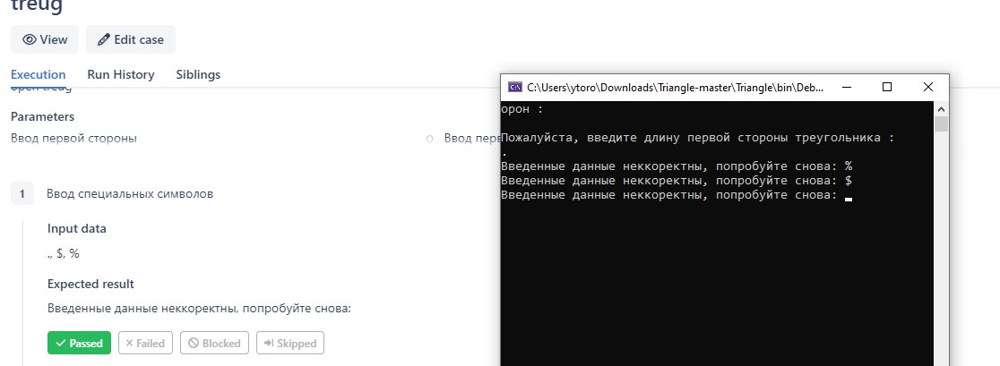 treug
View
Edit case
Execution
Run History
Siblings
open treug
Parameters
Ввод первой стороны
Ввод
1
Ввод специальных символов
Input data
., $, %
Expected result
Введенные данные неккоректны, попробуйте снова:
Passed
Failed
Blocked
Skipped
C:\Users\ytoro\Downloads\Triangle-master\Triangle\bin\Deb...
орон :
Пожалуйста, введите длину первой стороны треугольника :
.
Введенные данные неккоректны, попробуйте снова: %
Введенные данные неккоректны, попробуйте снова: $
Введенные данные неккоректны, попробуйте снова: